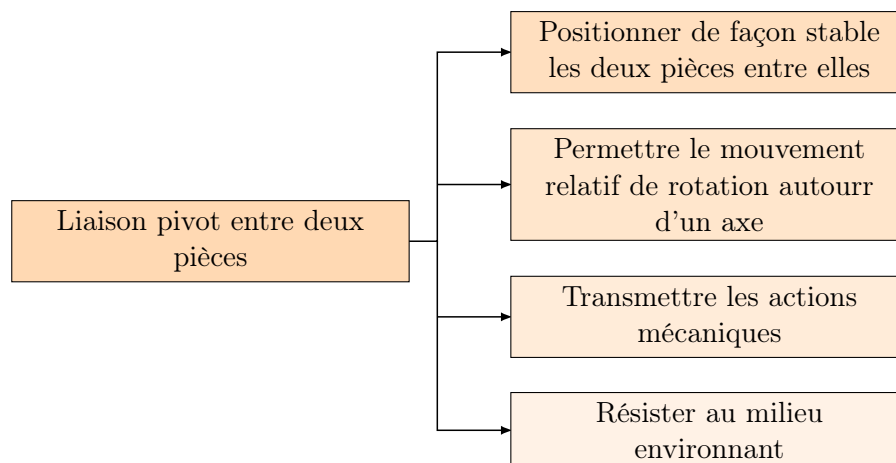 Positionner de façon stable
les deux pièces entre elles
Permettre le mouvement
relatif de rotation autourr
d'un axe
Liaison pivot entre deux
pièces
Transmettre les actions
mécaniques
Résister au milieu
environnant